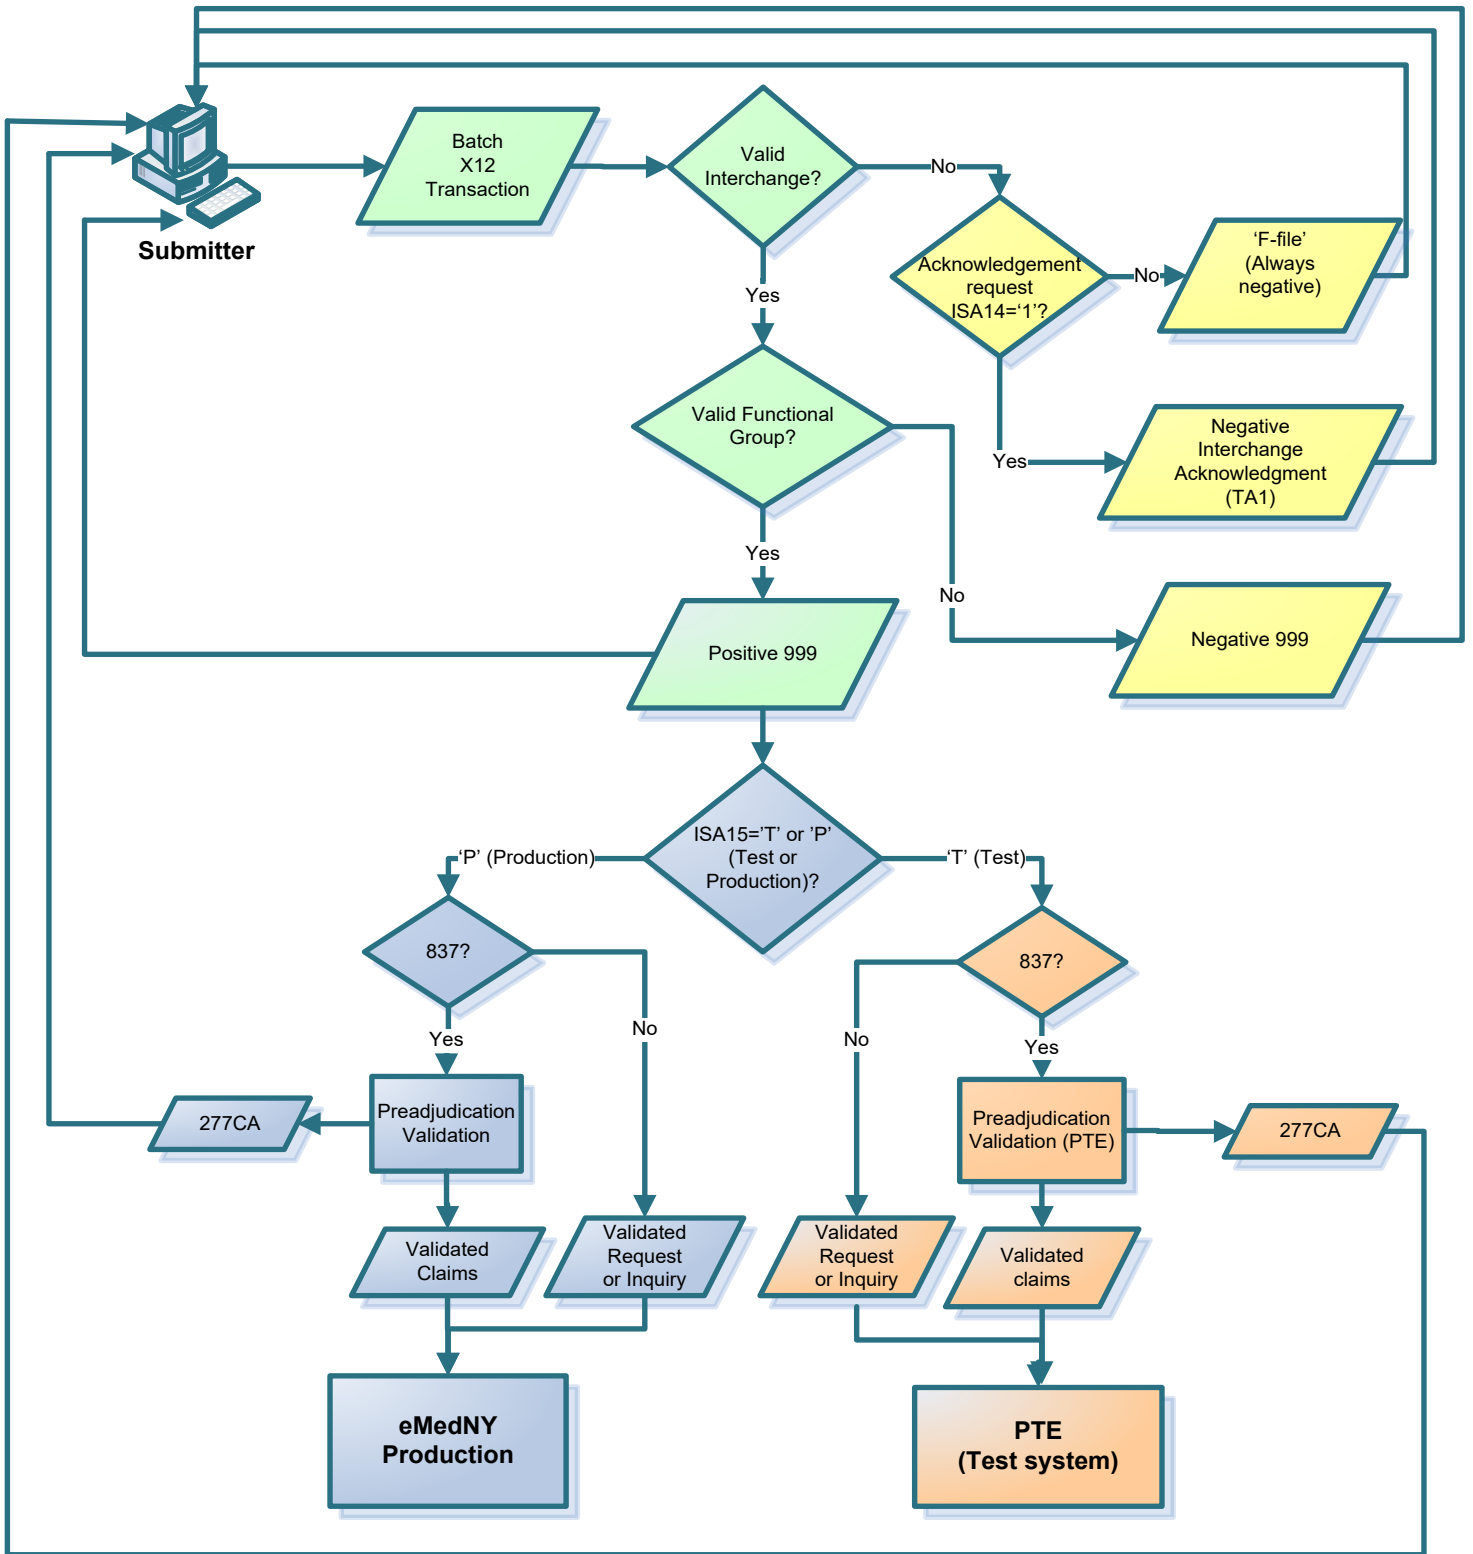 Submitter
Batch
X12
Transaction
Valid
Interchange?
No
Acknowledgement
request
ISA14=‘1’?
No
‘F-file’
(Always
negative)
Yes
Yes
Negative
Interchange
Acknowledgment
(TA1)
Valid Functional
Group?
Yes
No
Positive 999
Negative 999
ISA15=’T’ or ’P’
(Test or
Production)?
‘P’ (Production)
‘T’ (Test)
837?
837?
Yes
No
No
Yes
277CA
Preadjudication
Validation
Preadjudication
Validation (PTE)
277CA
Validated
Claims
Validated
Request
or Inquiry
Validated
Request
or Inquiry
Validated
claims
eMedNY
Production
PTE
(Test system)